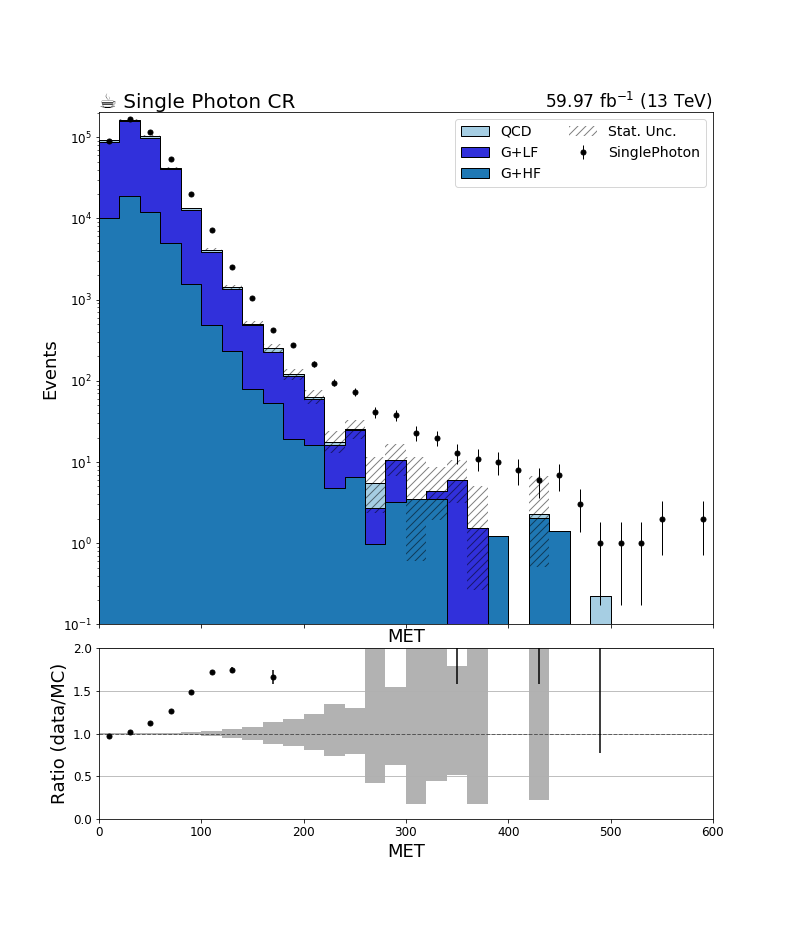 ☕ Single Photon CR 59.97 fb⁻¹ (13 TeV)
QCD Stat. Unc.
G+LF SinglePhoton
G+HF
Events
10⁵
10⁴
10³
10²
10¹
10⁰
10⁻¹
MET
Ratio (data/MC)
2.0
1.5
1.0
0.5
0.0
0 100 200 300 400 500 600
MET